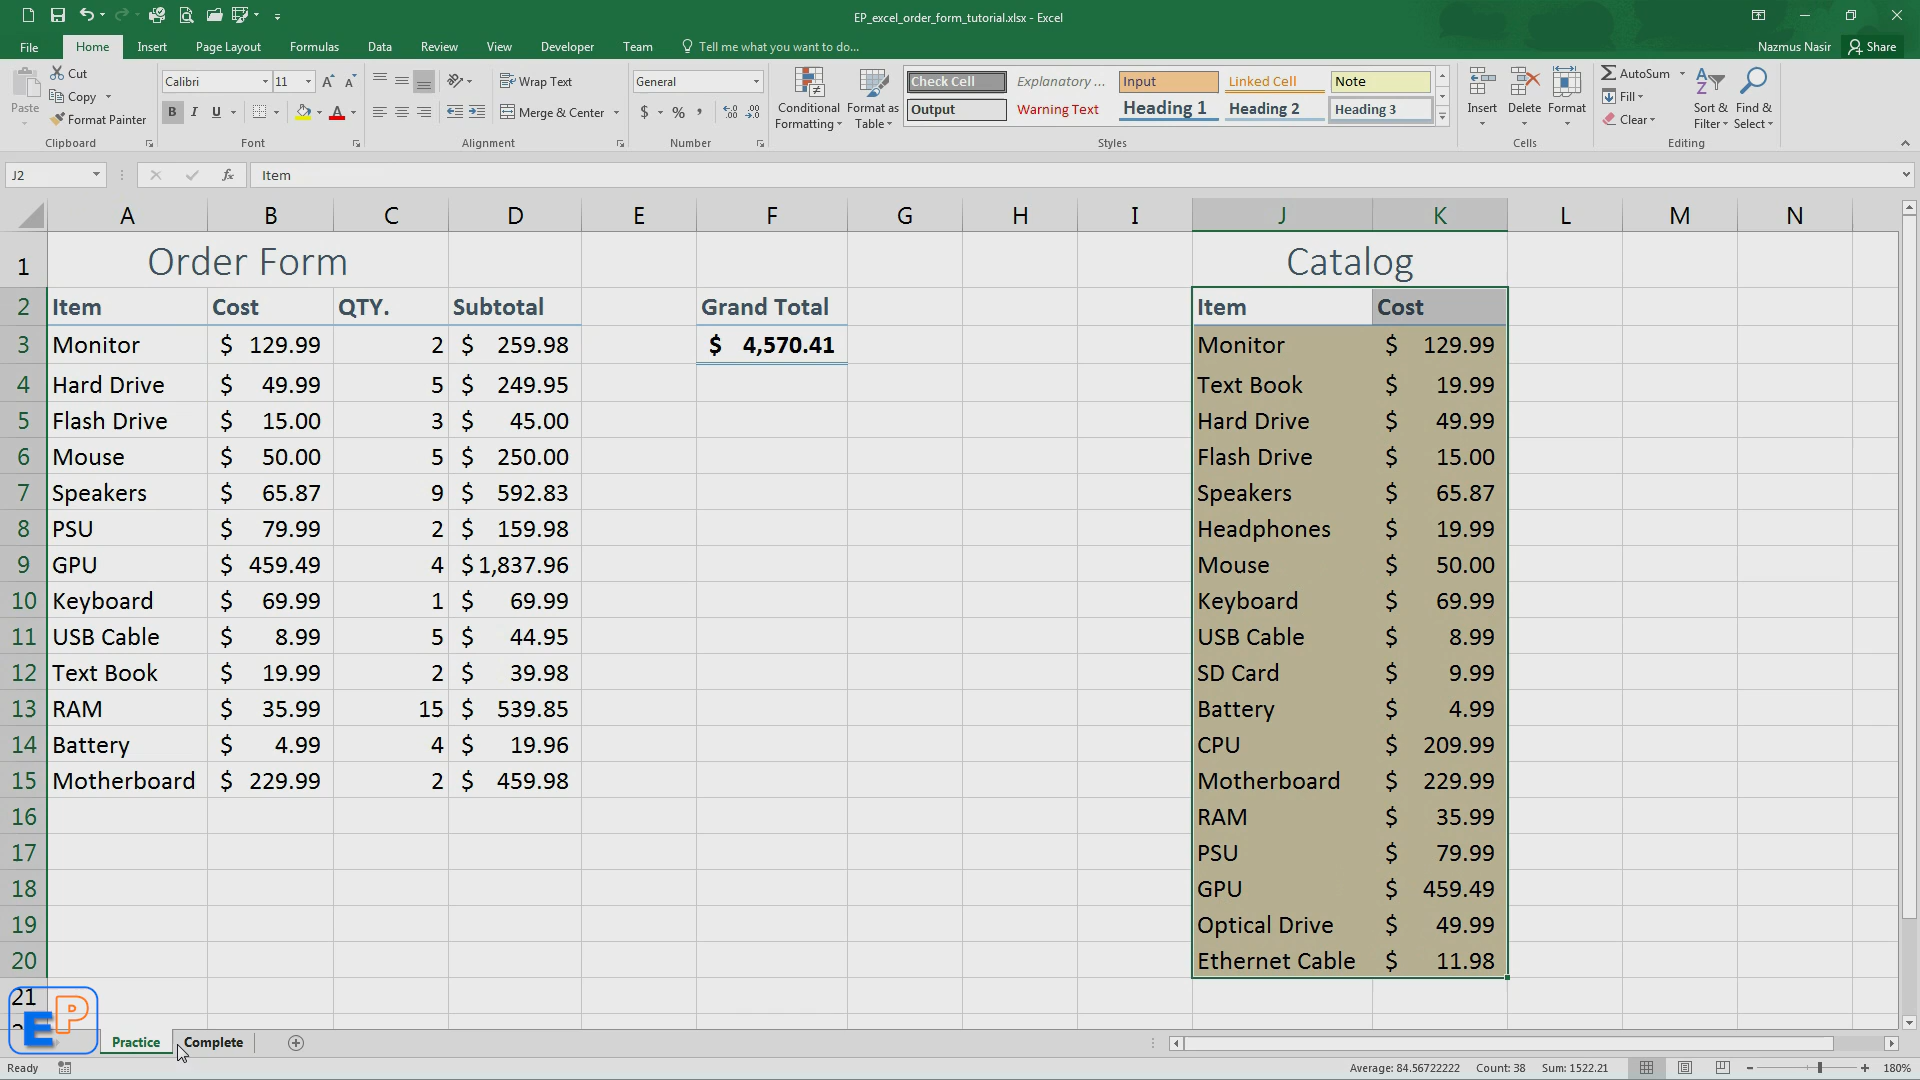 EP_excel_order_form_tutorial.xlsx - Excel
File Home Insert Page Layout Formulas Data Review View Developer Team Tell me what you want to do... Nazmus Nasir Share
Paste Cut Copy Format Painter Clipboard
Calibri 11 B I U A A A Font
Wrap Text Merge & Center Alignment
General $ % , Number
Conditional Formatting Format as Table
Check Cell Explanatory ... Input Linked Cell Note
Output Warning Text Heading 1 Heading 2 Heading 3
Styles
Insert Delete Format Cells
AutoSum Fill Clear Sort & Filter Find & Select Editing
J2 fx Item
A B C D E F G H I J K L M N
1 Order Form Catalog
2 Item Cost QTY. Subtotal Grand Total Item Cost
3 Monitor $ 129.99 2 $ 259.98 $ 4,570.41 Monitor $ 129.99
4 Hard Drive $ 49.99 5 $ 249.95 Text Book $ 19.99
5 Flash Drive $ 15.00 3 $ 45.00 Hard Drive $ 49.99
6 Mouse $ 50.00 5 $ 250.00 Flash Drive $ 15.00
7 Speakers $ 65.87 9 $ 592.83 Speakers $ 65.87
8 PSU $ 79.99 2 $ 159.98 Headphones $ 19.99
9 GPU $ 459.49 4 $ 1,837.96 Mouse $ 50.00
10 Keyboard $ 69.99 1 $ 69.99 Keyboard $ 69.99
11 USB Cable $ 8.99 5 $ 44.95 USB Cable $ 8.99
12 Text Book $ 19.99 2 $ 39.98 SD Card $ 9.99
13 RAM $ 35.99 15 $ 539.85 Battery $ 4.99
14 Battery $ 4.99 4 $ 19.96 CPU $ 209.99
15 Motherboard $ 229.99 2 $ 459.98 Motherboard $ 229.99
16 RAM $ 35.99
17 PSU $ 79.99
18 GPU $ 459.49
19 Optical Drive $ 49.99
20 Ethernet Cable $ 11.98
21
EP
Practice Complete
Ready Average: 84.56722222 Count: 38 Sum: 1522.21 180%